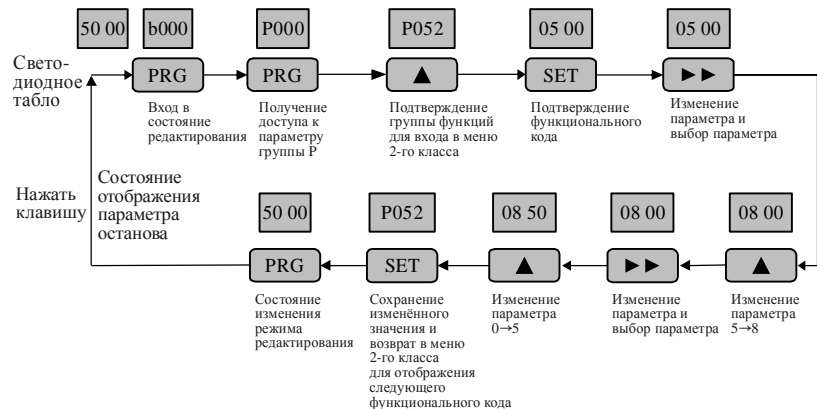 50 00
b000
P000
P052
05 00
05 00
Свето-
диодное
табло
PRG
PRG
▲
SET
►►
Вход в
состояние
редактирования
Получение
доступа к
параметру
группы P
Подтверждение
группы функций
для входа в меню
2-го класса
Подтверждение
функционального
кода
Изменение
параметра и
выбор параметра
Нажать
клавишу
Состояние
отображения
параметра
останова
50 00
P052
08 50
08 00
08 00
PRG
SET
▲
►►
▲
Состояние
изменения
режима
редактирования
Сохранение
изменённого
значения и
возврат в меню
2-го класса
для отображения
следующего
функционального кода
Изменение
параметра
0→5
Изменение
параметра и
выбор параметра
Изменение
параметра
5→8